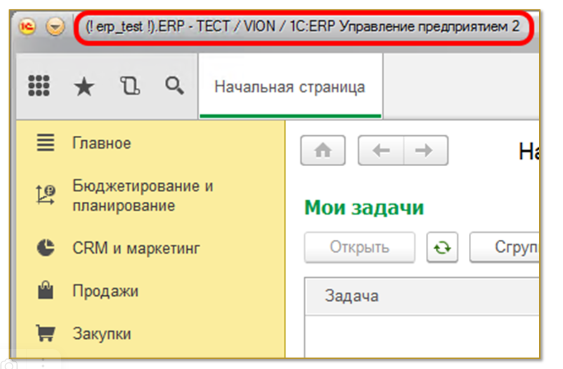 (! erp_test !).ERP - ТЕСТ / VION / 1С:ERP Управление предприятием 2
Начальная страница
Главное
Бюджетирование и
планирование
CRM и маркетинг
Продажи
Закупки
На
Мои задачи
Открыть
Сгруп
Задача